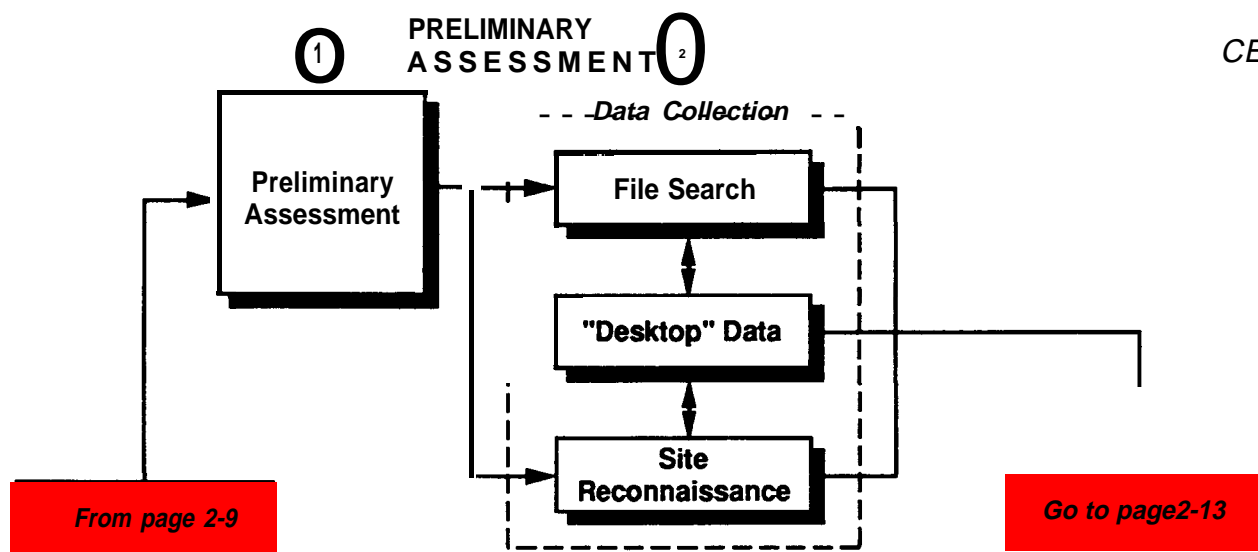 1
PRELIMINARY
ASSESSMENT
2
CE
Data Collection
Preliminary
Assessment
File Search
"Desktop" Data
Site
Reconnaissance
From page 2-9
Go to page2-13